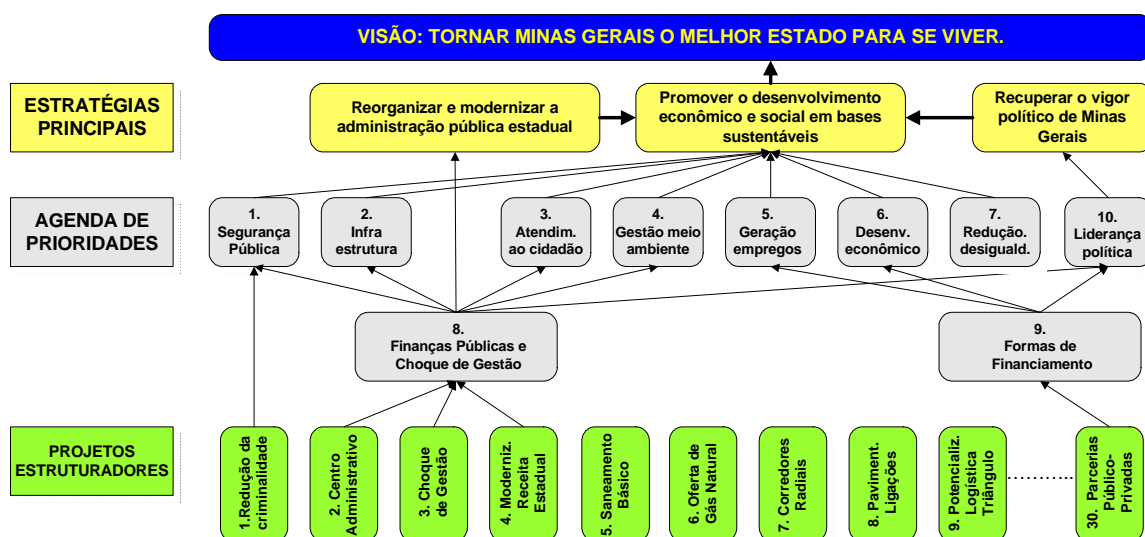 VISÃO: TORNAR MINAS GERAIS O MELHOR ESTADO PARA SE VIVER.
ESTRATÉGIAS
PRINCIPAIS
Reorganizar e modernizar a
administração pública estadual
Promover o desenvolvimento
econômico e social em bases
sustentáveis
Recuperar o vigor
político de Minas
Gerais
AGENDA DE
PRIORIDADES
1.
Segurança
Pública
2.
Infra
estrutura
3.
Atendim.
ao cidadão
4.
Gestão meio
ambiente
5.
Geração
empregos
6.
Desenv.
econômico
7.
Redução.
desiguald.
10.
Liderança
política
8.
Finanças Públicas e
Choque de Gestão
9.
Formas de
Financiamento
PROJETOS
ESTRUTURADORES
1.Redução da
criminalidade
2. Centro
Administrativo
3. Choque
de Gestão
4. Moderniz.
Receita
Estadual
5. Saneamento
Básico
6. Oferta de
Gás Natural
7. Corredores
Radiais
8. Paviment.
Ligações
9. Potencializ.
Logística
Triângulo
30. Parcerias
Público-
Privadas